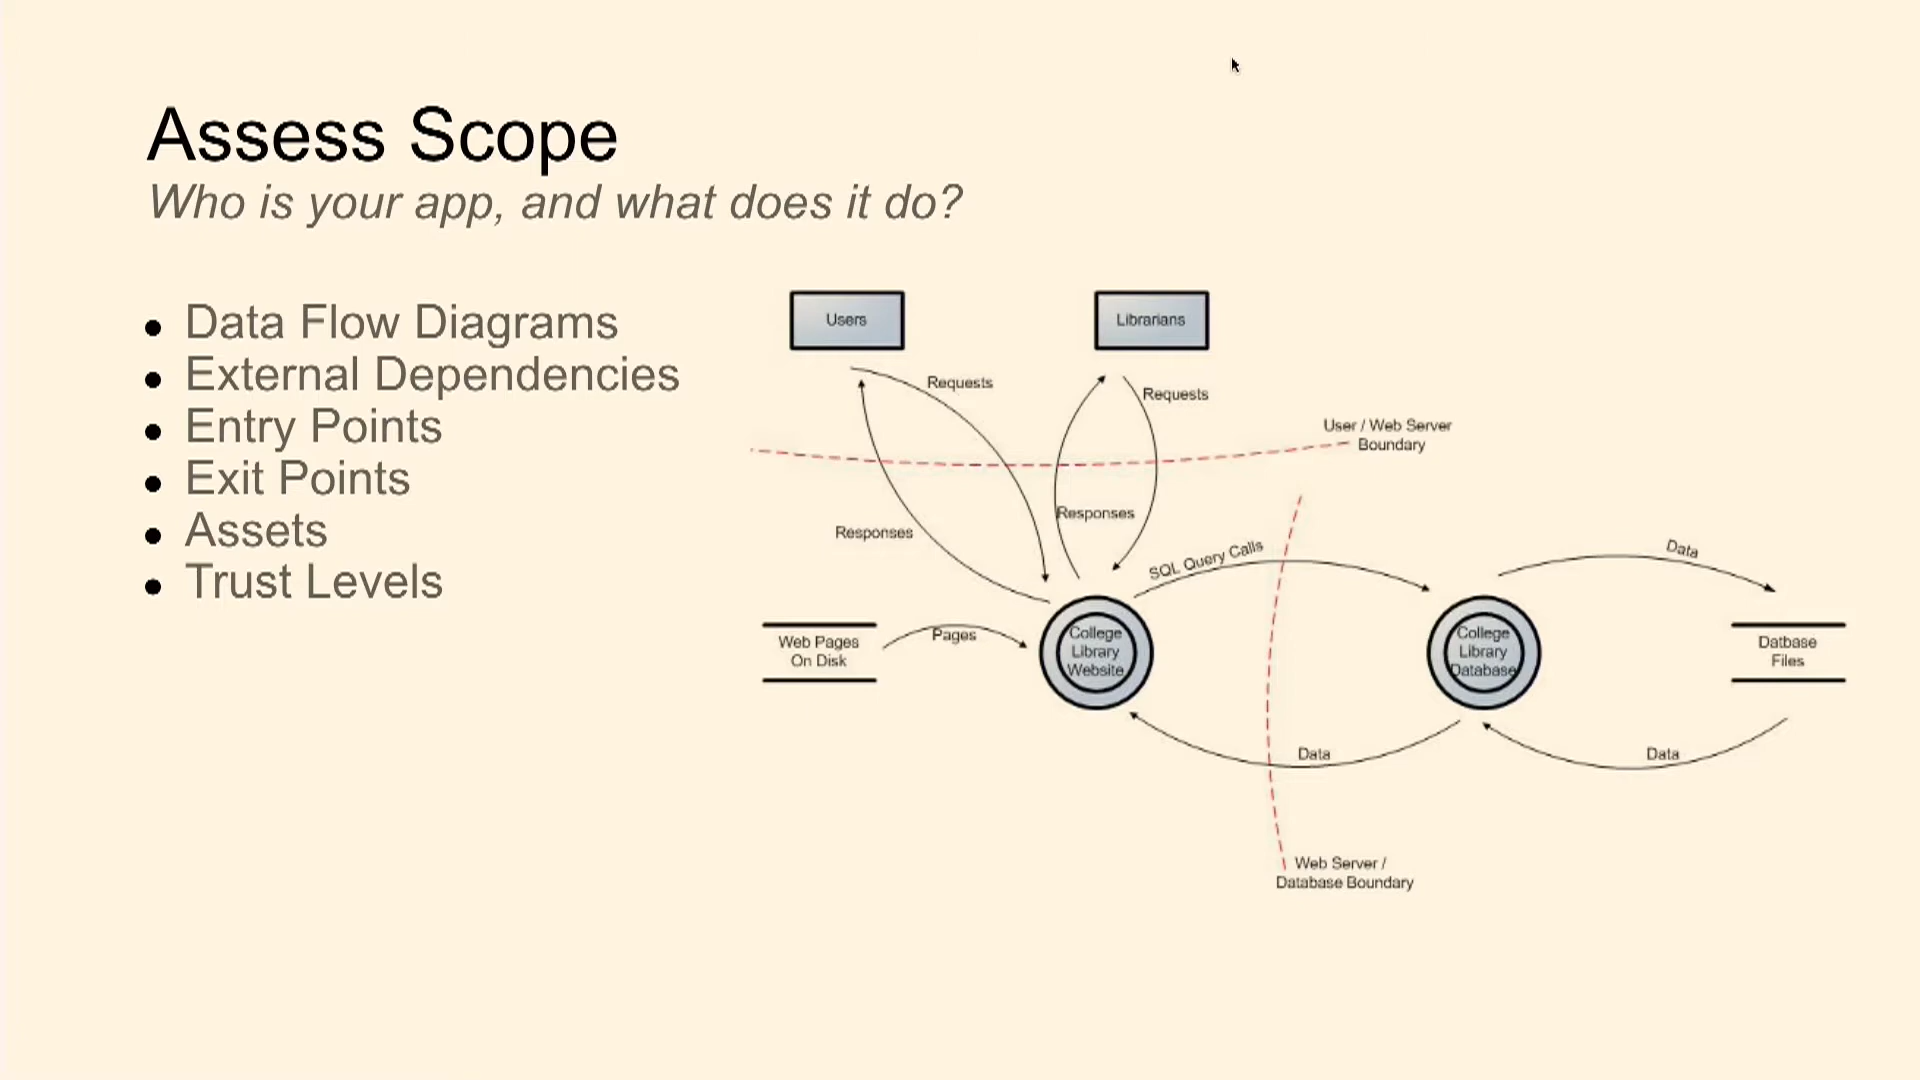 Assess Scope
Who is your app, and what does it do?
Data Flow Diagrams
External Dependencies
Entry Points
Exit Points
Assets
Trust Levels
Users
Librarians
Requests
Requests
User / Web Server
Boundary
Responses
Responses
SQL Query Calls
Data
Web Pages
On Disk
Pages
College
Library
Website
College
Library
Database
Datbase
Files
Data
Data
Web Server /
Database Boundary